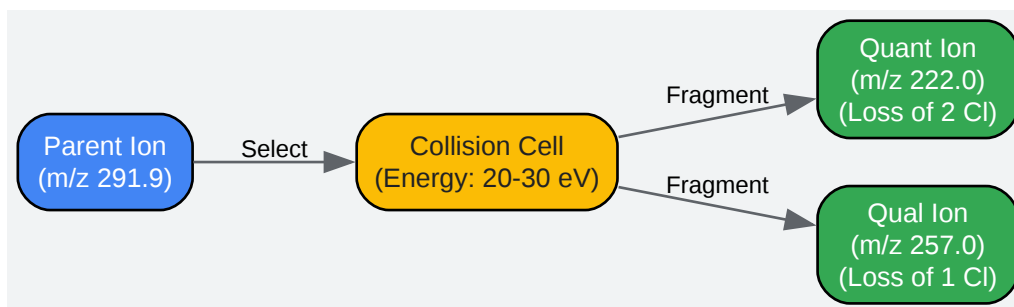 Parent Ion
(m/z 291.9)
Select
Collision Cell
(Energy: 20-30 eV)
Fragment
Quant Ion
(m/z 222.0)
(Loss of 2 Cl)
Fragment
Qual Ion
(m/z 257.0)
(Loss of 1 Cl)